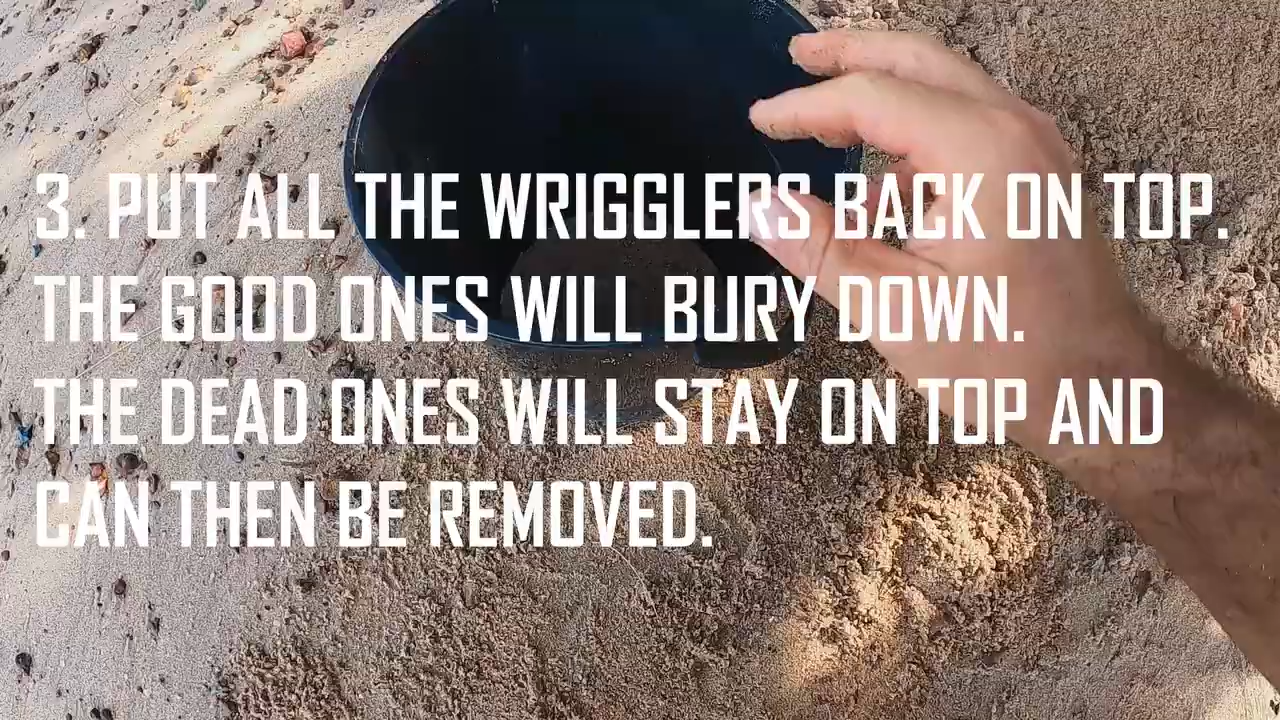 3. PUT ALL THE WRIGGLERS BACK ON TOP.
THE GOOD ONES WILL BURY DOWN.
THE DEAD ONES WILL STAY ON TOP AND
CAN THEN BE REMOVED.